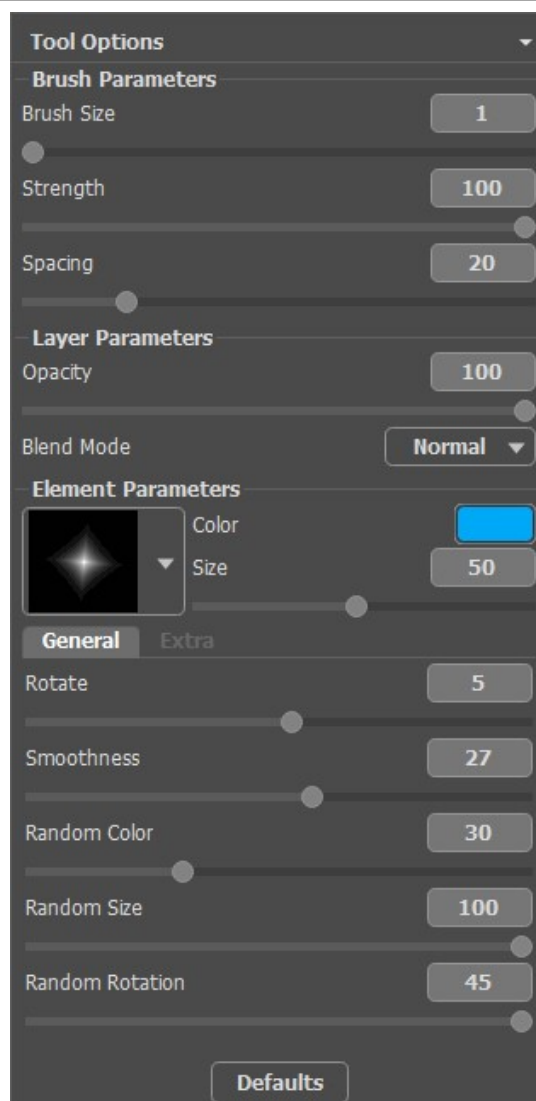 Tool Options
Brush Parameters
Brush Size 1
Strength 100
Spacing 20
Layer Parameters
Opacity 100
Blend Mode Normal
Element Parameters
Color
Size 50
General Extra
Rotate 5
Smoothness 27
Random Color 30
Random Size 100
Random Rotation 45
Defaults